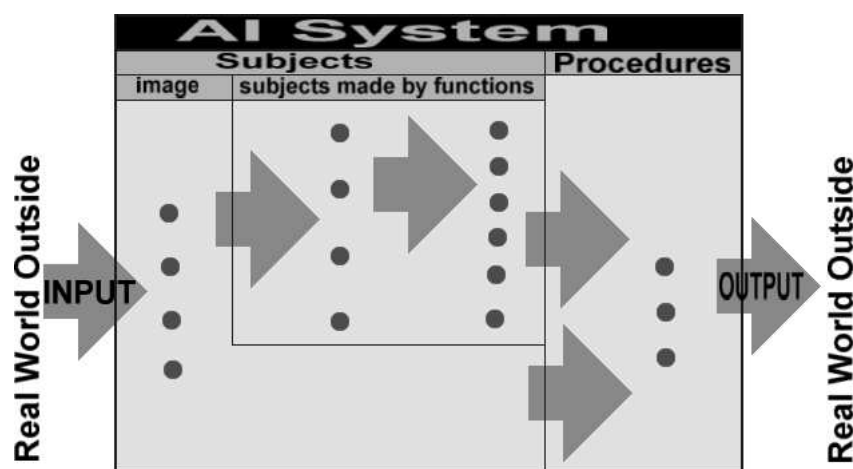 AI System
Subjects
Procedures
image
subjects made by functions
Real World Outside
INPUT
OUTPUT
Real World Outside